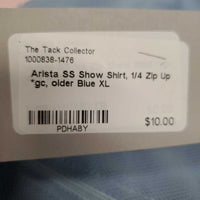 The Tack Collector
1000838-1476
Arista SS Show Shirt, 1/4 Zip Up
*gc, older Blue XL
PDHABY
$10.00